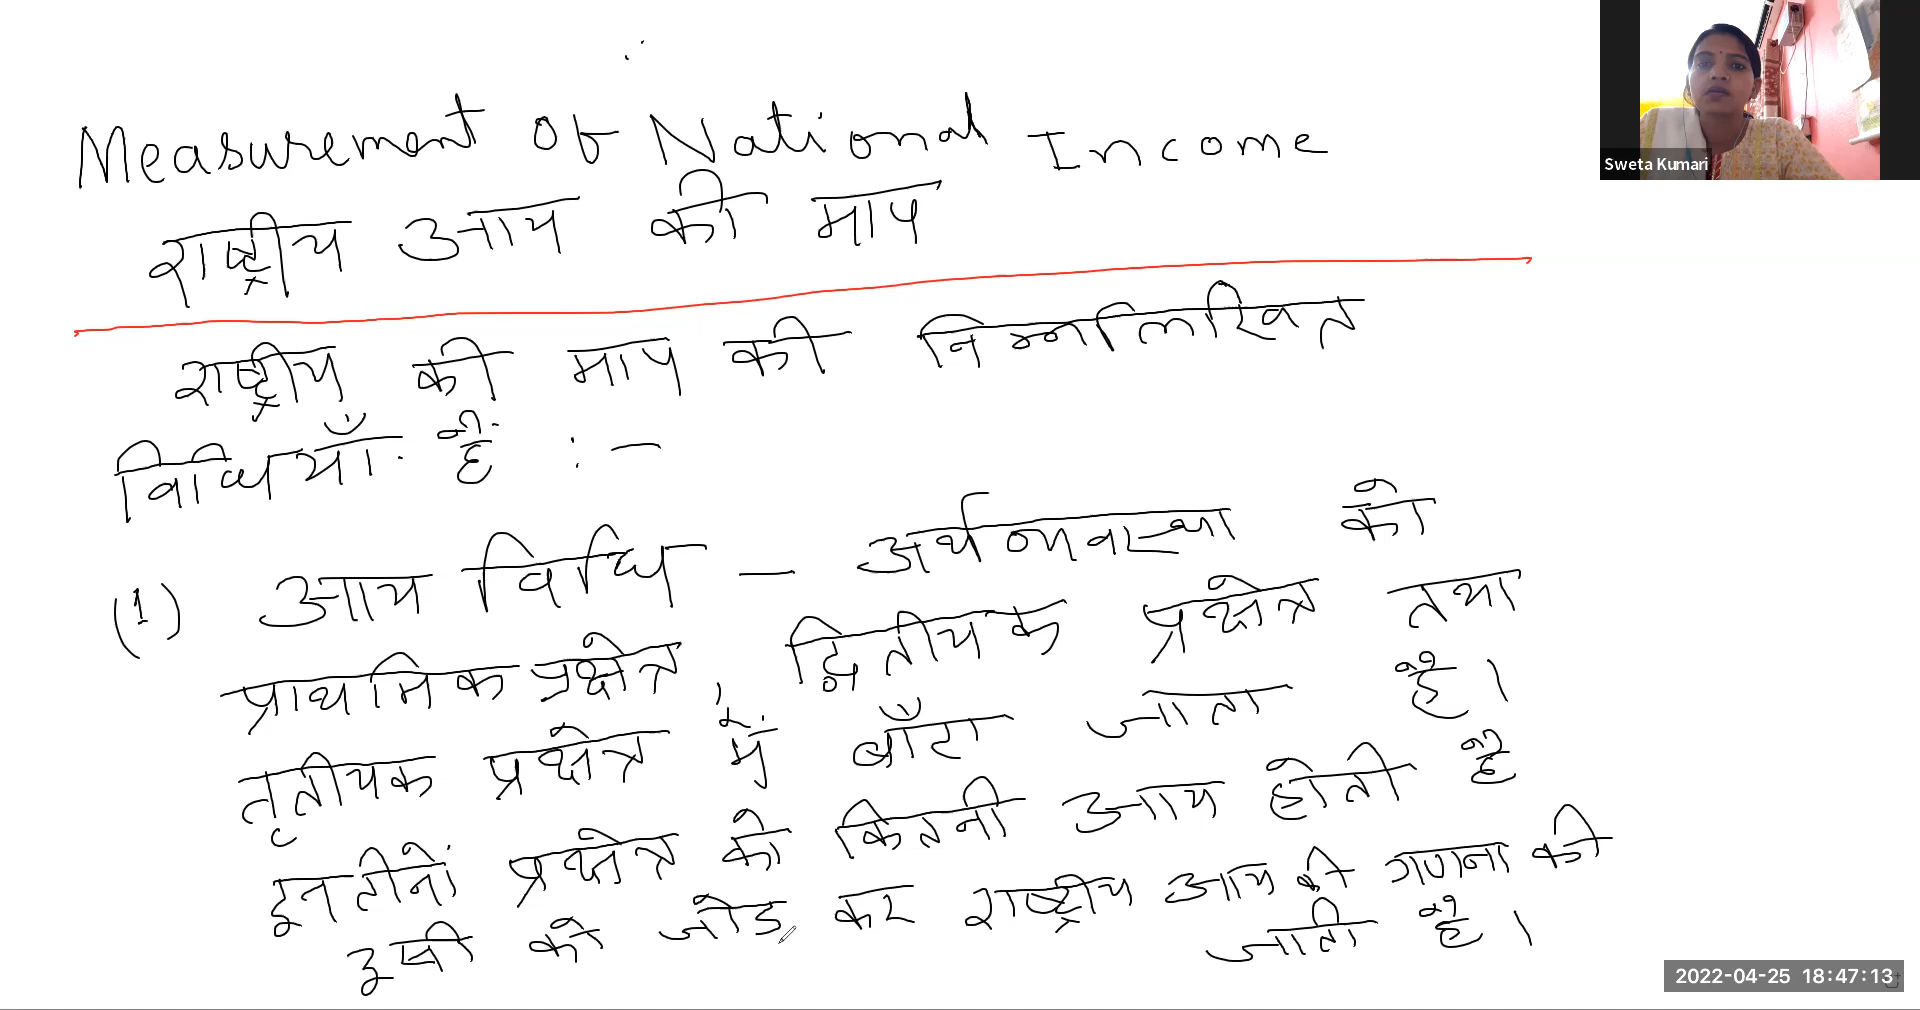 Measurement of National Income
राष्ट्रीय आय की माप
राष्ट्रीय की माप की निम्नलिखित
विधियाँ हैं :-
(1) आय विधि - अर्थव्यवस्था को
प्राथमिक प्रक्षेत्र, द्वितीयक प्रक्षेत्र तथा
तृतीयक प्रक्षेत्र में बाँटा जाता है।
इन तीनों प्रक्षेत्र को कितनी आय होती है
उसी को जोड़ कर राष्ट्रीय आय की गणना की
जाती है।
Sweta Kumari
2022-04-25 18:47:13